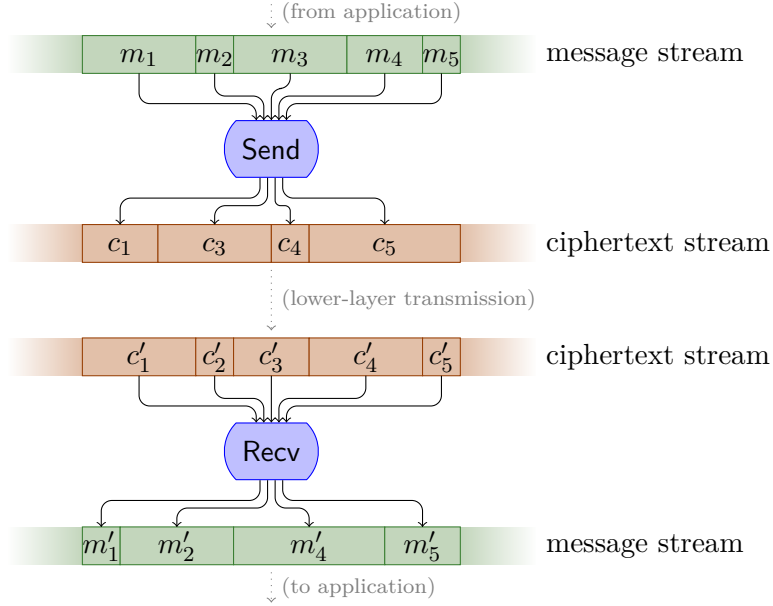 (from application)
m₁ m₂ m₃ m₄ m₅ message stream
Send
c₁ c₃ c₄ c₅ ciphertext stream
(lower-layer transmission)
c′₁ c′₂ c′₃ c′₄ c′₅ ciphertext stream
Recv
m′₁ m′₂ m′₄ m′₅ message stream
(to application)